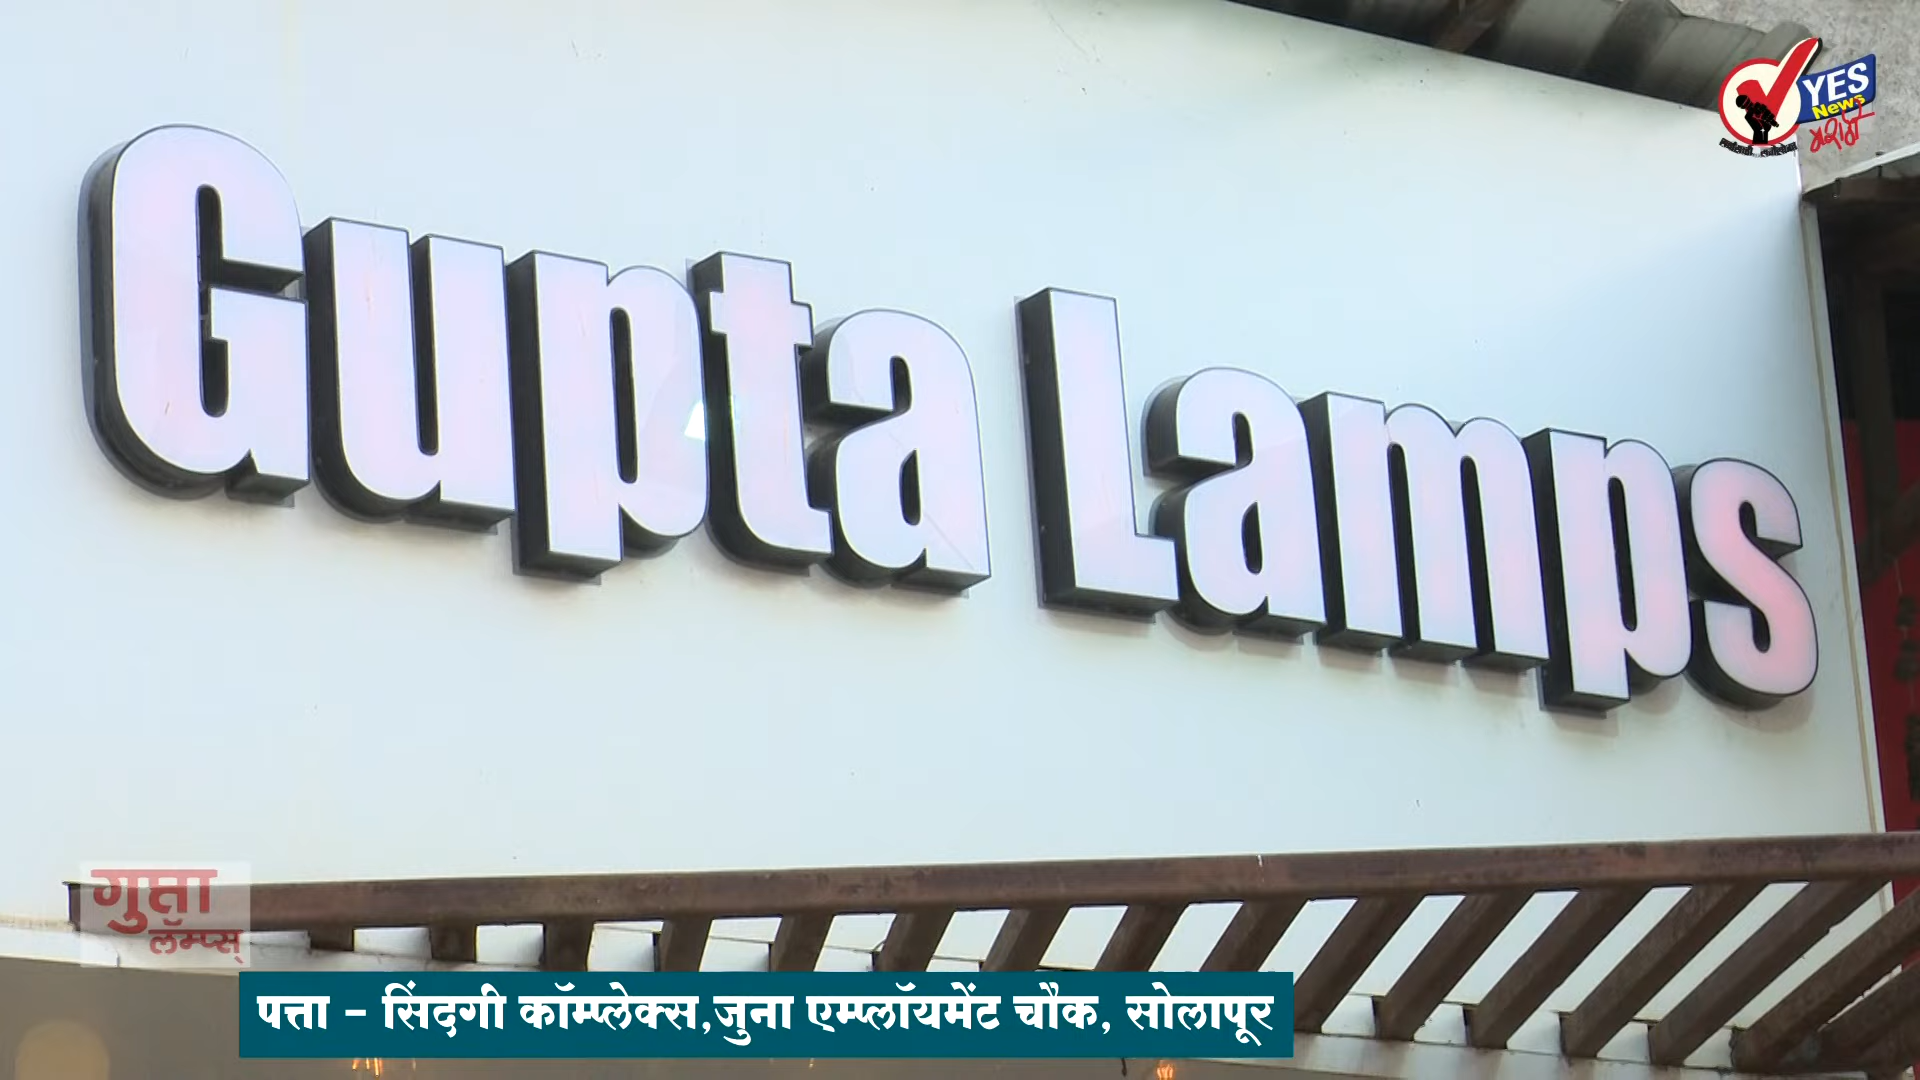 YES
News
मराठी
Gupta Lamps
गुप्ता
लॅम्प्स्
पत्ता - सिंदगी कॉम्प्लेक्स,जुना एम्प्लॉयमेंट चौक, सोलापूर